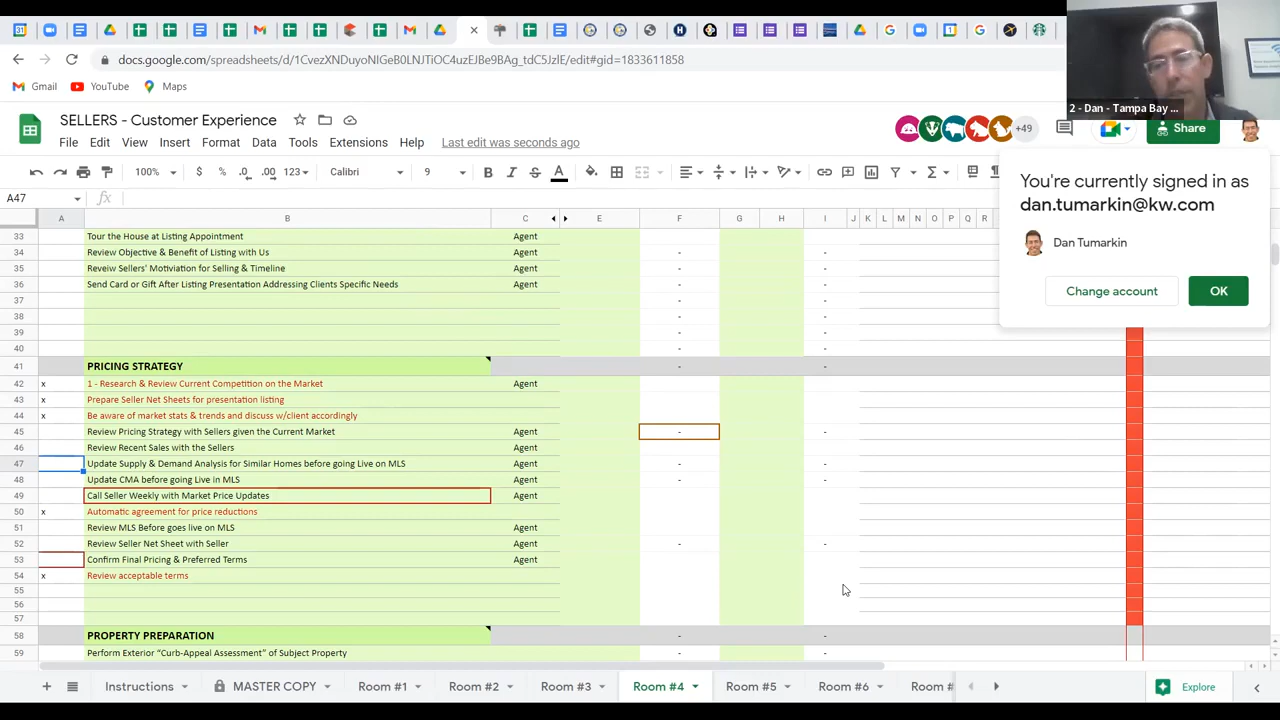 docs.google.com/spreadsheets/d/1CvezXNDuyoNIGeB0LNJTiOC4uzEJBe9BAg_tdC5JzlE/edit#gid=1833611858
Gmail YouTube Maps
2 - Dan - Tampa Bay ...
SELLERS - Customer Experience
+49 Share
File Edit View Insert Format Data Tools Extensions Help Last edit was seconds ago
100% $ % .0 .00 123 Calibri 9 B I S A
You're currently signed in as
dan.tumarkin@kw.com
Dan Tumarkin
Change account OK
A47 fx
A B C E F G H I J K L M N O P Q R
33 Tour the House at Listing Appointment Agent
34 Review Objective & Benefit of Listing with Us Agent - -
35 Reveiw Sellers' Motiviation for Selling & Timeline Agent - -
36 Send Card or Gift After Listing Presentation Addressing Clients Specific Needs Agent - -
37 - -
38 - -
39 - -
40 - -
41 PRICING STRATEGY - -
42 x 1 - Research & Review Current Competition on the Market Agent
43 x Prepare Seller Net Sheets for presentation listing
44 x Be aware of market stats & trends and discuss w/client accordingly
45 Review Pricing Strategy with Sellers given the Current Market Agent - -
46 Review Recent Sales with the Sellers Agent
47 Update Supply & Demand Analysis for Similar Homes before going Live on MLS Agent - -
48 Update CMA before going Live in MLS Agent - -
49 Call Seller Weekly with Market Price Updates Agent
50 x Automatic agreement for price reductions
51 Review MLS Before goes live on MLS Agent
52 Review Seller Net Sheet with Seller Agent - -
53 Confirm Final Pricing & Preferred Terms Agent
54 x Review acceptable terms
55
56
57
58 PROPERTY PREPARATION - -
59 Perform Exterior “Curb-Appeal Assessment” of Subject Property - -
Instructions MASTER COPY Room #1 Room #2 Room #3 Room #4 Room #5 Room #6 Room # Explore